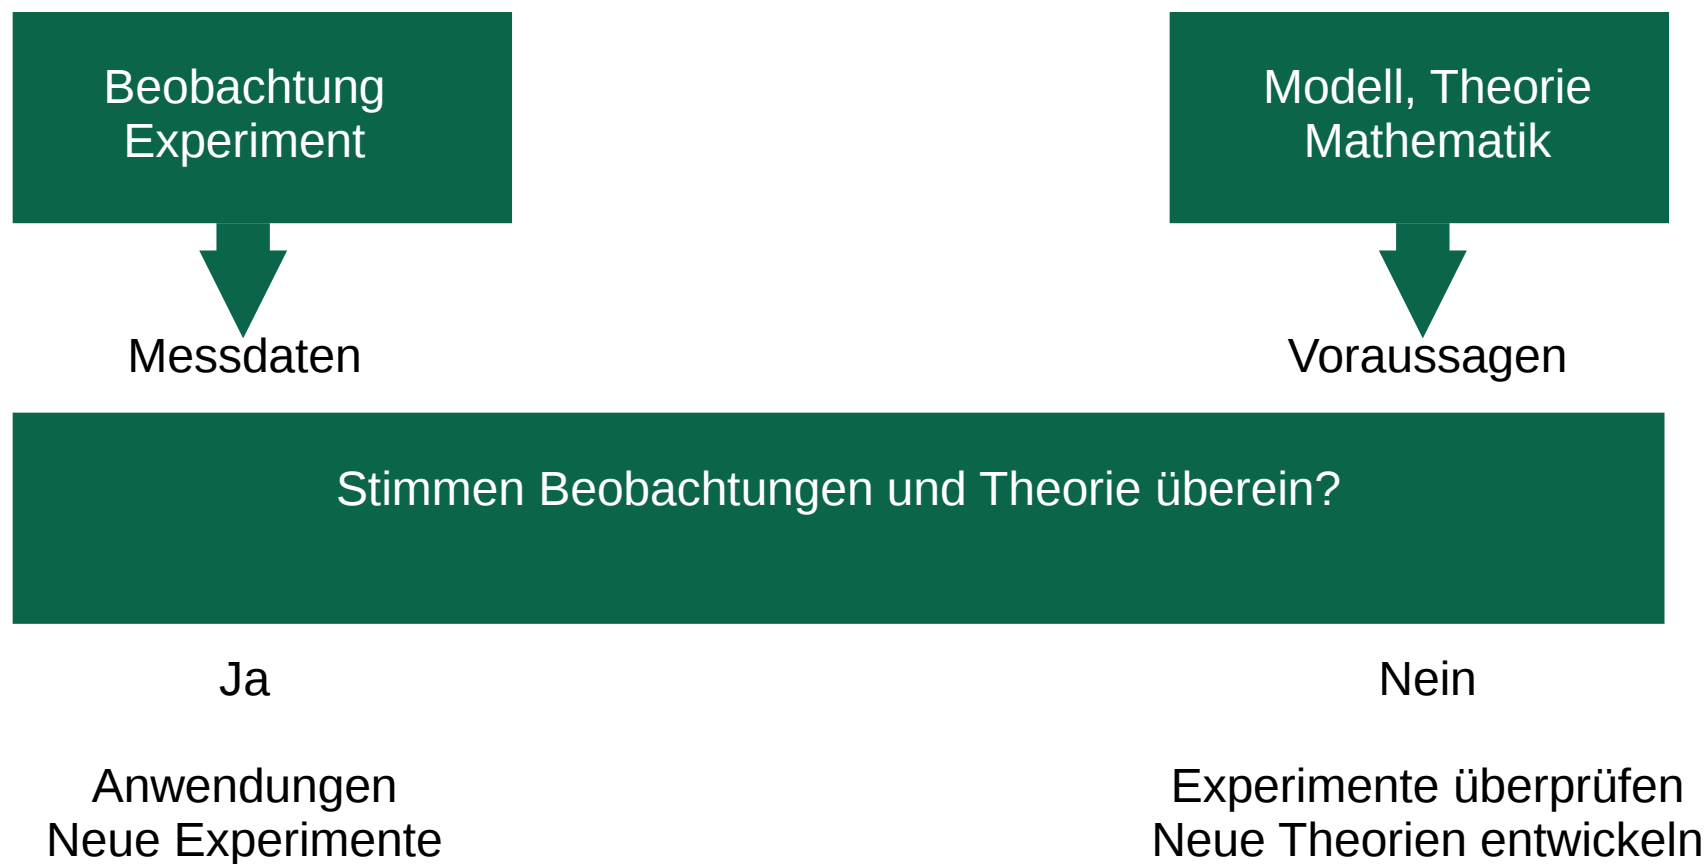 Beobachtung
Experiment
Modell, Theorie
Mathematik
Messdaten
Voraussagen
Stimmen Beobachtungen und Theorie überein?
Ja
Nein
Anwendungen
Neue Experimente
Experimente überprüfen
Neue Theorien entwickeln